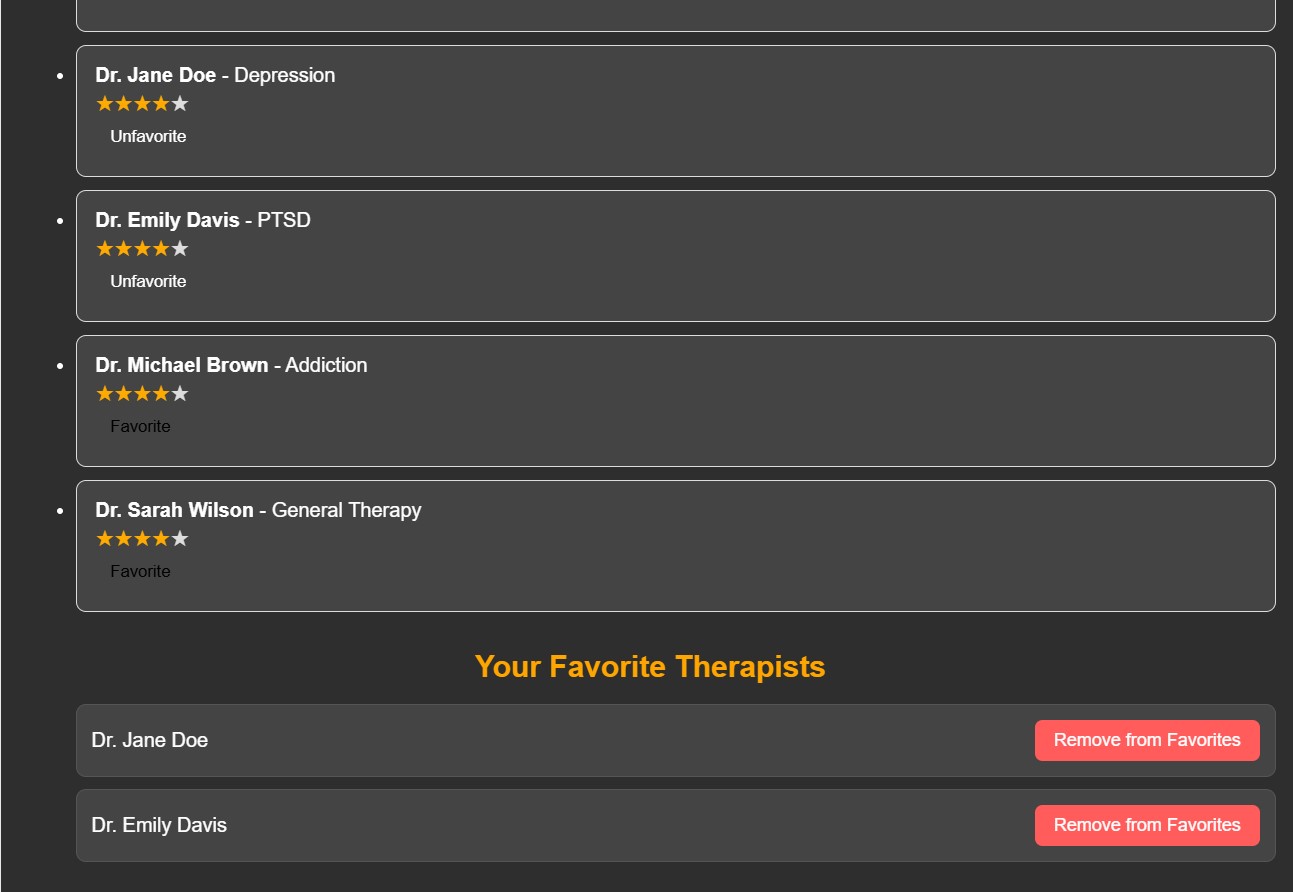 Dr. Jane Doe - Depression
★★★★★
Unfavorite
Dr. Emily Davis - PTSD
★★★★★
Unfavorite
Dr. Michael Brown - Addiction
★★★★★
Favorite
Dr. Sarah Wilson - General Therapy
★★★★★
Favorite
Your Favorite Therapists
Dr. Jane Doe Remove from Favorites
Dr. Emily Davis Remove from Favorites